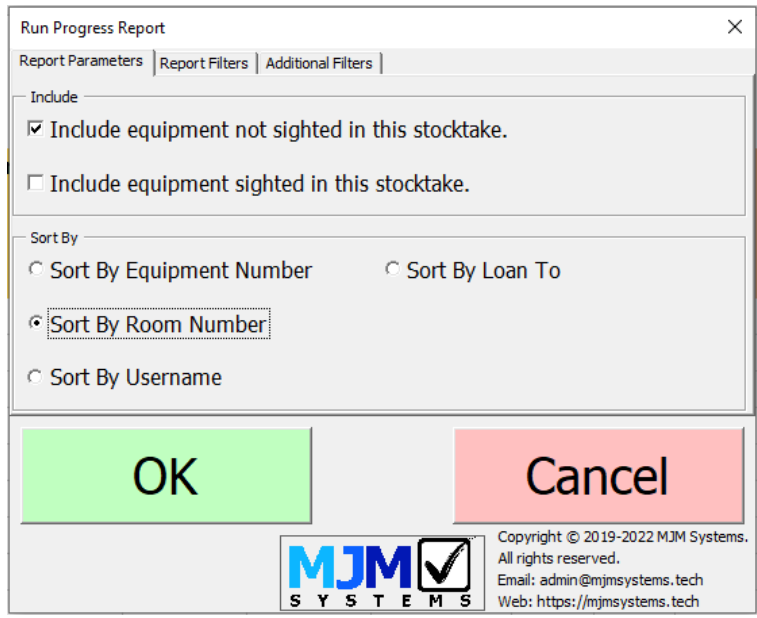 Run Progress Report
Report Parameters Report Filters Additional Filters
Include
Include equipment not sighted in this stocktake.
Include equipment sighted in this stocktake.
Sort By
Sort By Equipment Number Sort By Loan To
Sort By Room Number
Sort By Username
OK Cancel
MJM
SYSTEMS
Copyright © 2019-2022 MJM Systems.
All rights reserved.
Email: admin@mjmsystems.tech
Web: https://mjmsystems.tech